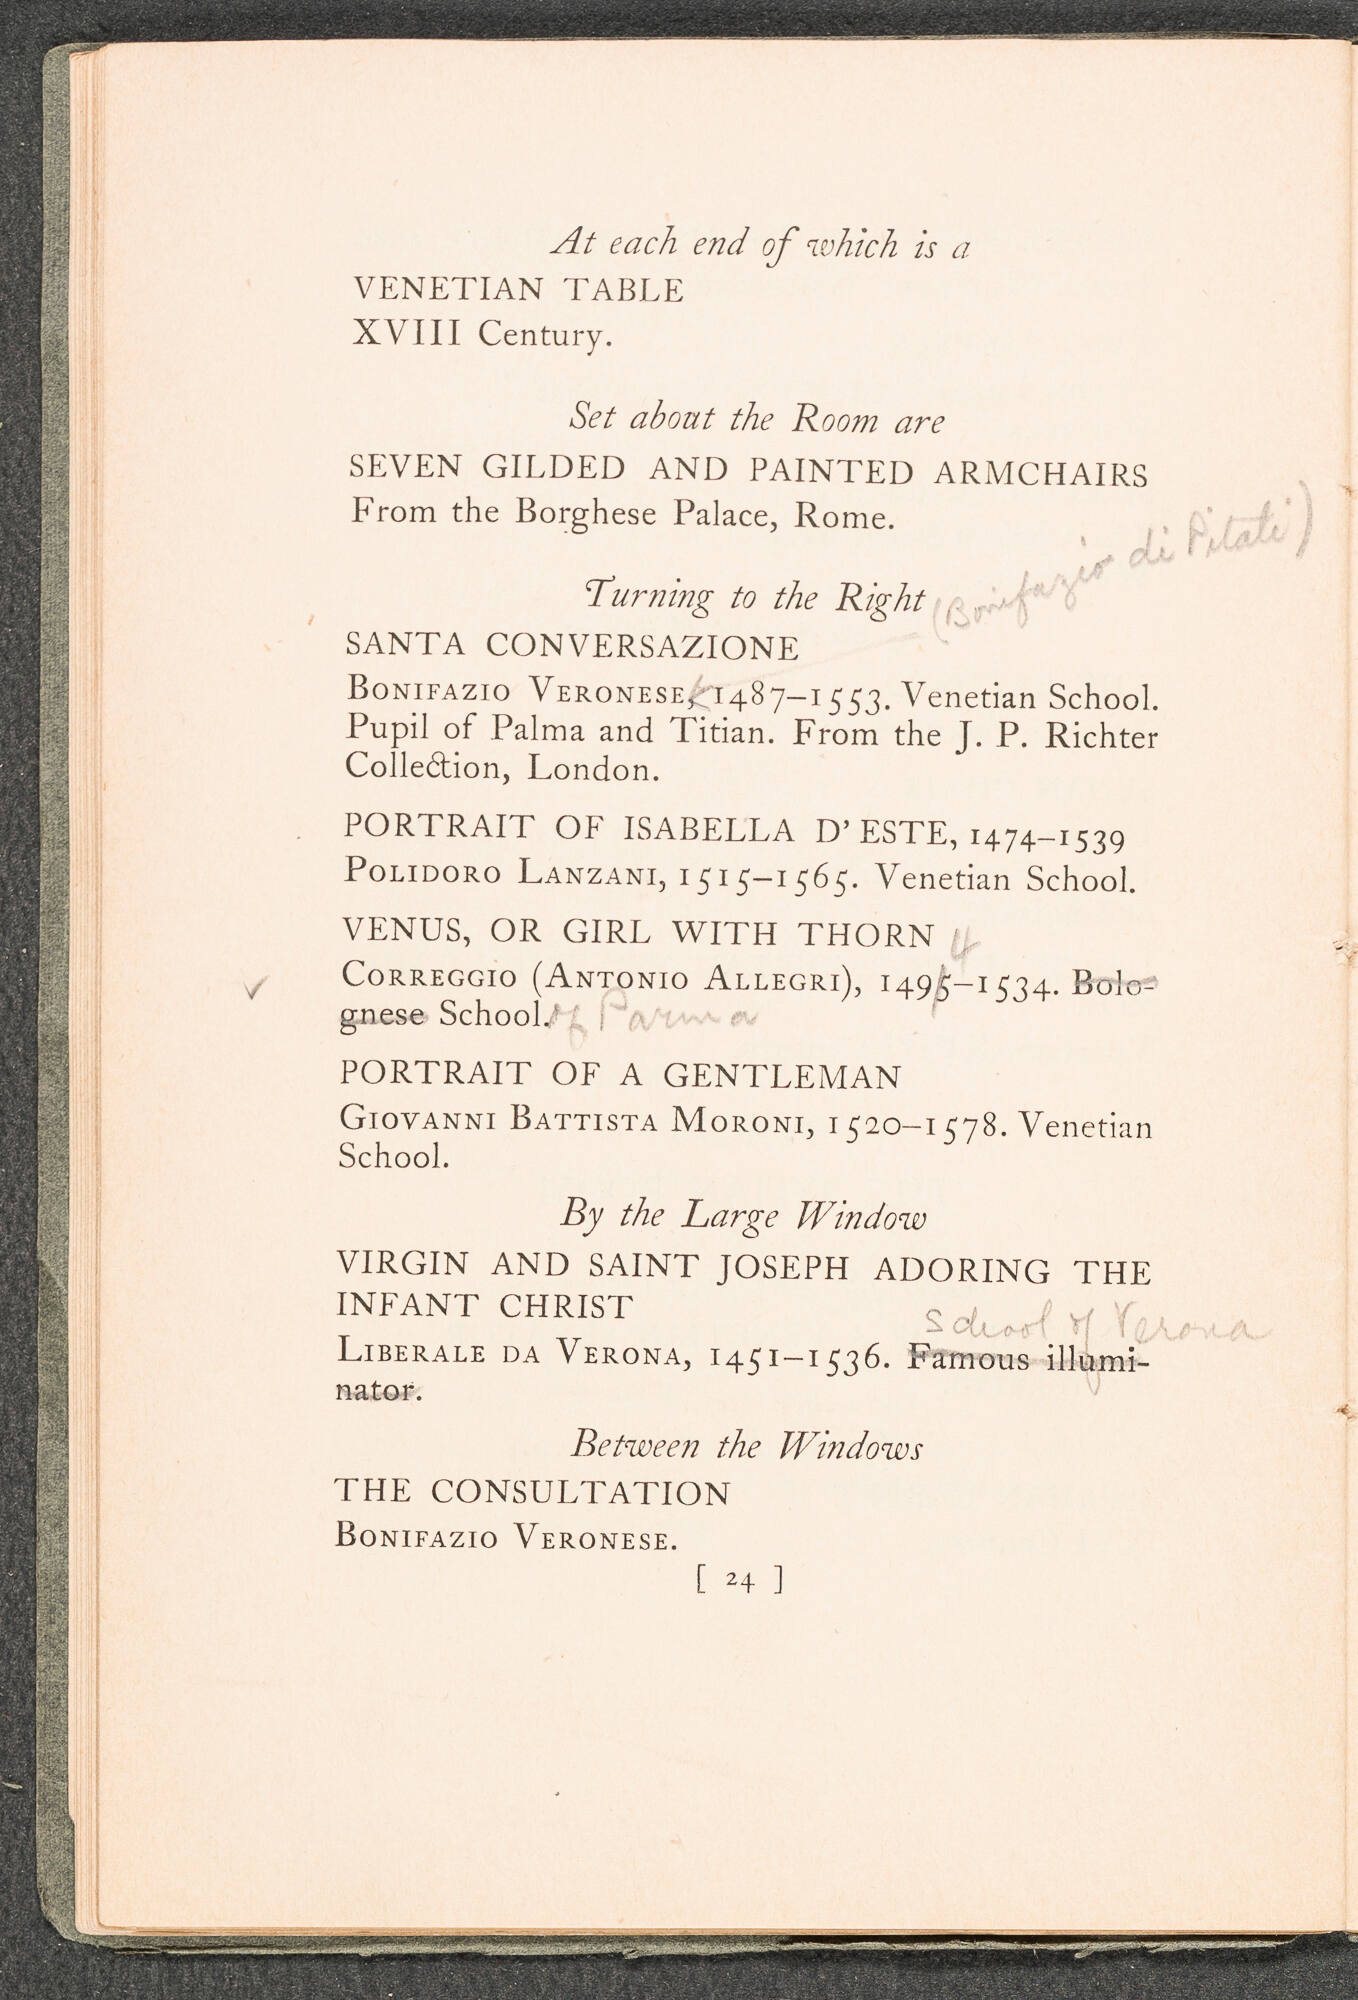 At each end of which is a
VENETIAN TABLE
XVIII Century.
Set about the Room are
SEVEN GILDED AND PAINTED ARMCHAIRS
From the Borghese Palace, Rome.
(Bonifazio di Pitati)
Turning to the Right
SANTA CONVERSAZIONE
BONIFAZIO VERONESE, 1487–1553. Venetian School.
Pupil of Palma and Titian. From the J. P. Richter
Collection, London.
PORTRAIT OF ISABELLA D'ESTE, 1474–1539
POLIDORO LANZANI, 1515–1565. Venetian School.
VENUS, OR GIRL WITH THORN
4
CORREGGIO (ANTONIO ALLEGRI), 1495–1534. Bolo-
gnese School. of Parma
PORTRAIT OF A GENTLEMAN
GIOVANNI BATTISTA MORONI, 1520–1578. Venetian
School.
By the Large Window
VIRGIN AND SAINT JOSEPH ADORING THE
INFANT CHRIST
School of Verona
LIBERALE DA VERONA, 1451–1536. Famous illumi-
nator.
Between the Windows
THE CONSULTATION
BONIFAZIO VERONESE.
[ 24 ]